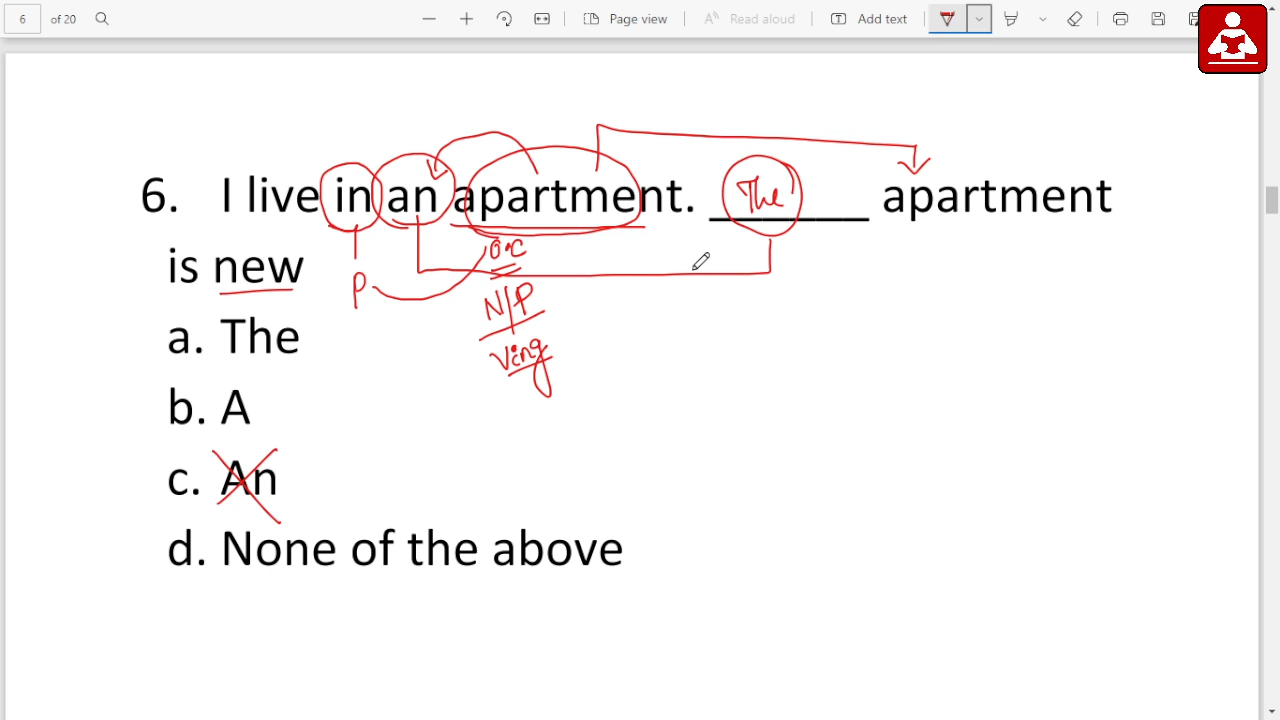 6 of 20 Page view Read aloud Add text
6. I live in an apartment. The apartment
is new
O.C
P
N/P
Ving
a. The
b. A
c. An
d. None of the above